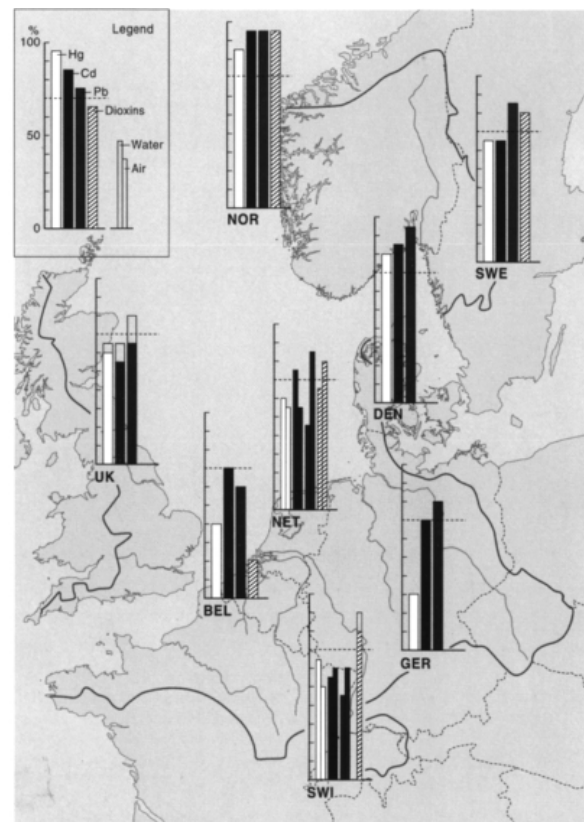 % Legend
100
Hg
Cd
Pb
Dioxins
50
Water
Air
0
NOR
SWE
DEN
UK
NET
BEL
GER
SWI